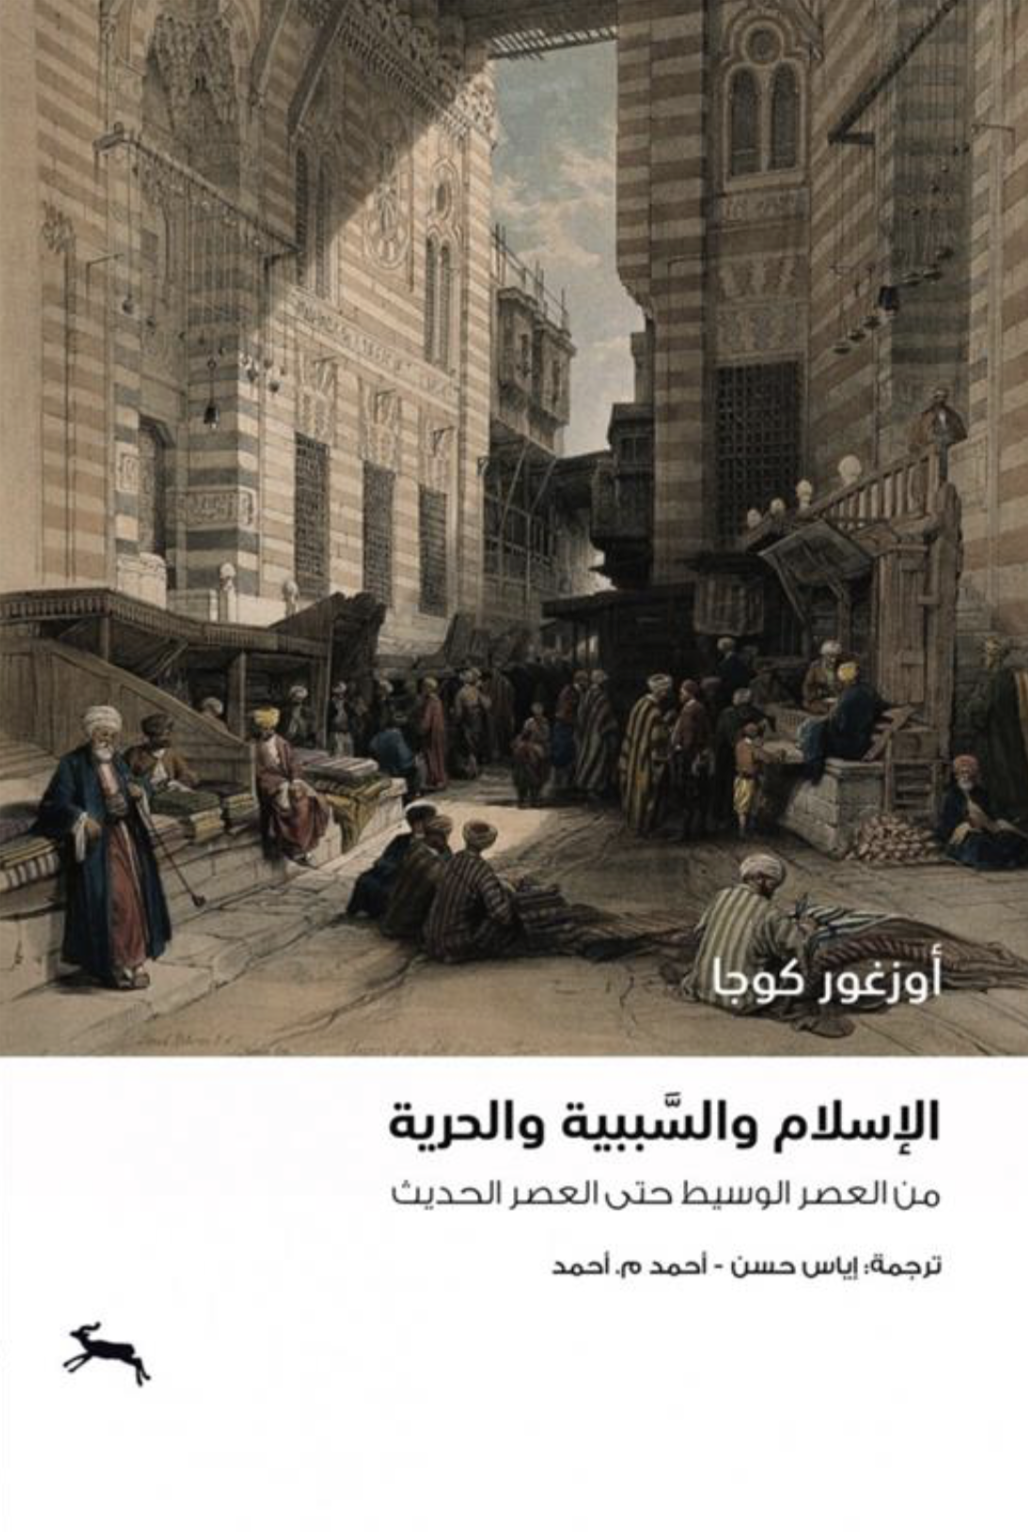 أوزغور كوجا
الإسلام والسَّببية والحرية
من العصر الوسيط حتى العصر الحديث
ترجمة: إياس حسن - أحمد م. أحمد